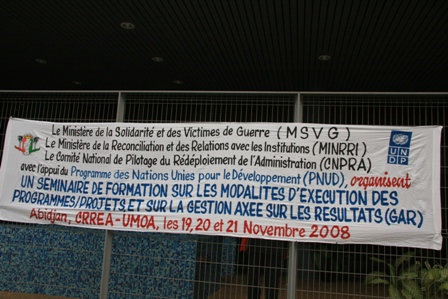 Le Ministère de la Solidarité et des Victimes de Guerre (MSVG)
Le Ministère de la Reconciliation et des Relations avec les Institutions (MINRRI)
Le Comité National de Pilotage du Rédéploiement de l'Administration (CNPRA)
avec l'appui du Programme des Nations Unies pour le Développement (PNUD), organisent
UN SEMINAIRE DE FORMATION SUR LES MODALITES D'EXECUTION DES
PROGRAMMES/PROJETS ET SUR LA GESTION AXEE SUR LES RESULTATS (GAR)
Abidjan, CRREA-UMOA, les 19, 20 et 21 Novembre 2008
UN
DP